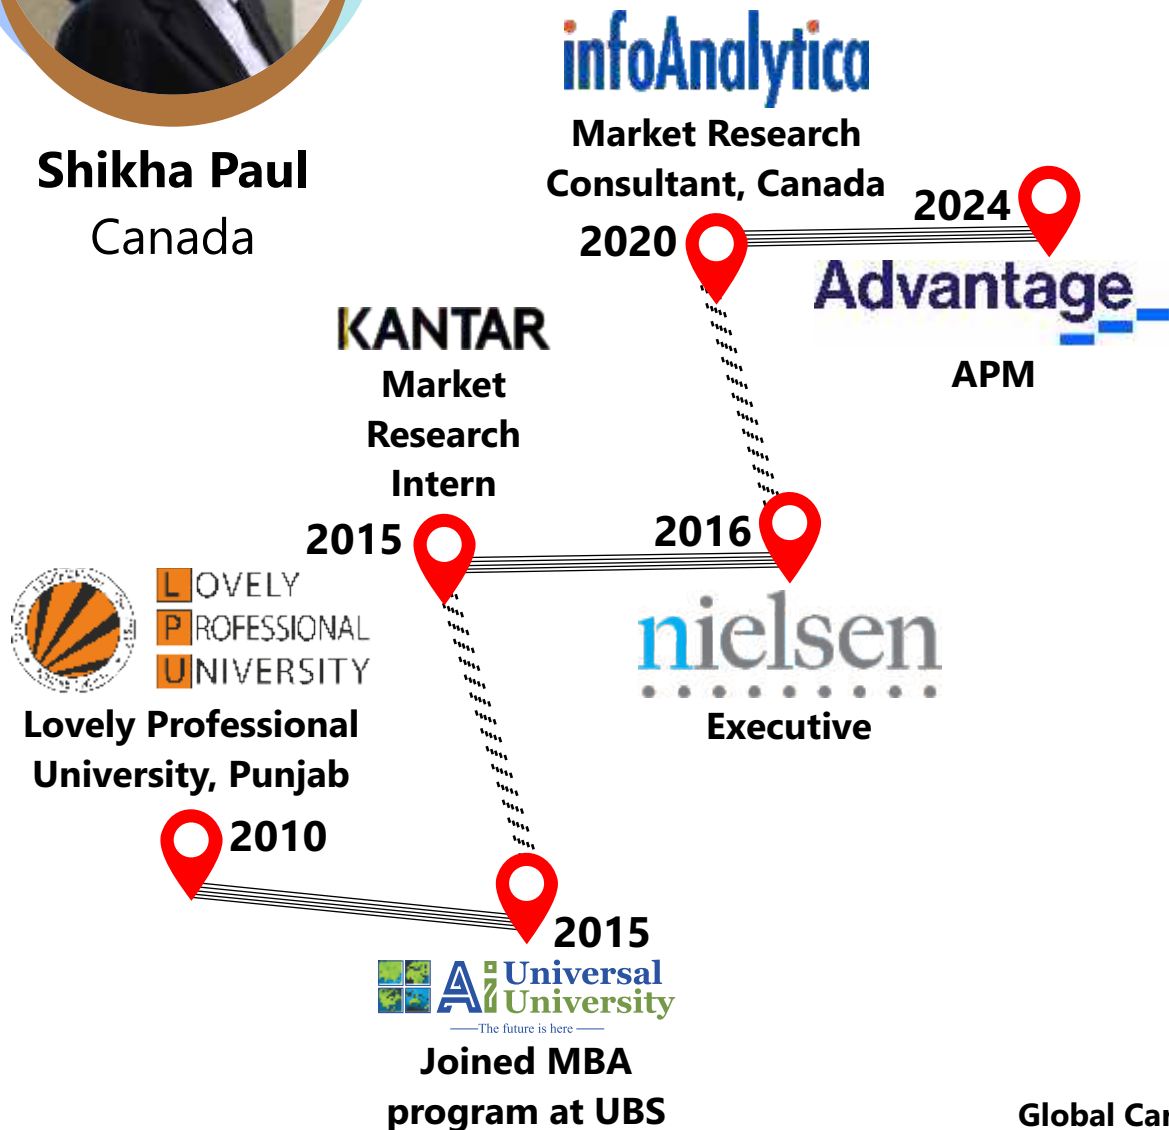 Shikha Paul
Canada
infoAnalytica
Market Research
Consultant, Canada
2020
2024
Advantage
APM
KANTAR
Market
Research
Intern
2015
2016
nielsen
Executive
LOVELY
PROFESSIONAL
UNIVERSITY
Lovely Professional
University, Punjab
2010
2015
Ai Universal
University
The future is here
Joined MBA
program at UBS